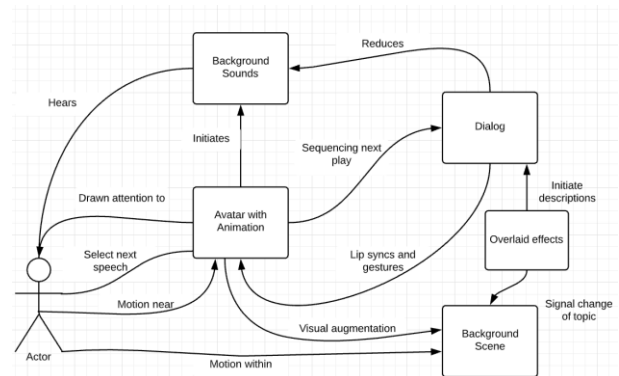 Reduces
Background
Sounds
Hears
Dialog
Initiates
Sequencing next
play
Drawn attention to
Avatar with
Animation
Initiate
descriptions
Overlaid effects
Select next
speech
Lip syncs and
gestures
Motion near
Signal change
of topic
Visual augmentation
Background
Scene
Actor
Motion within